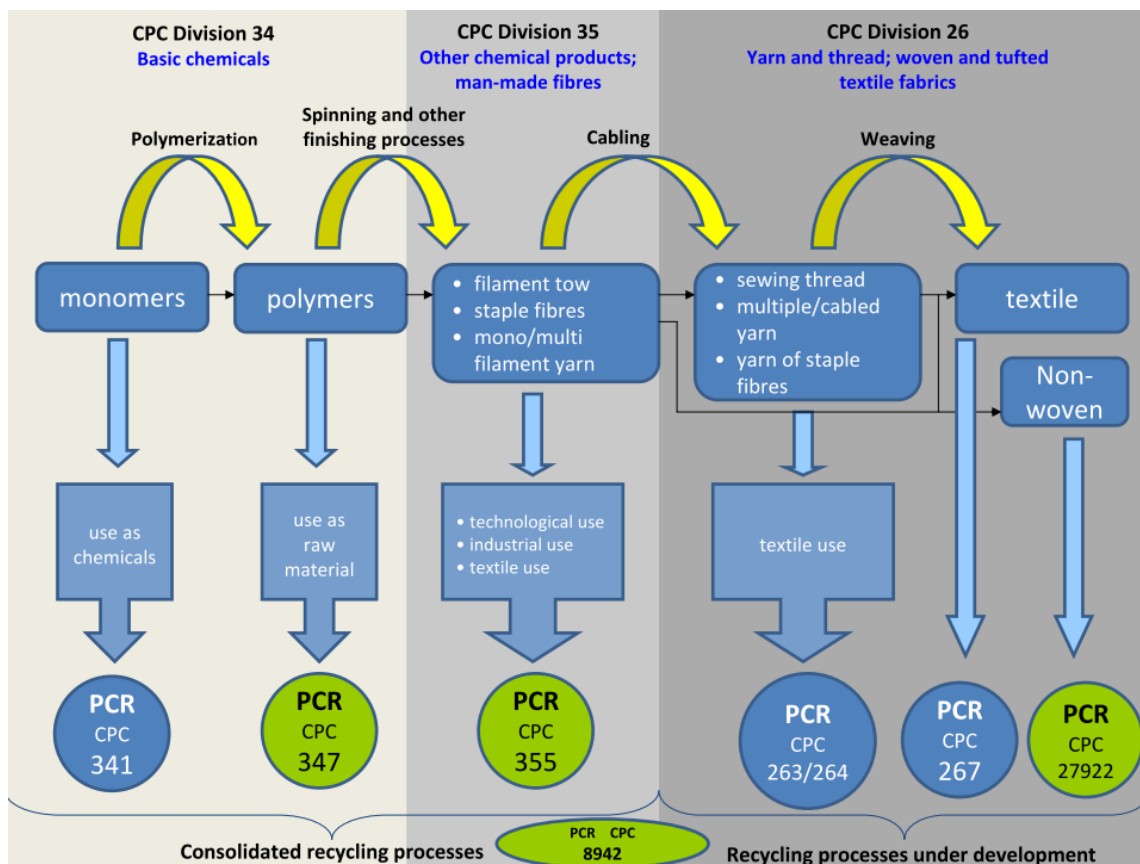 CPC Division 34
Basic chemicals
CPC Division 35
Other chemical products;
man-made fibres
CPC Division 26
Yarn and thread; woven and tufted
textile fabrics
Polymerization
Spinning and other
finishing processes
Cabling
Weaving
monomers
polymers
• filament tow
• staple fibres
• mono/multi
filament yarn
• sewing thread
• multiple/cabled
yarn
• yarn of staple
fibres
textile
Non-
woven
use as
chemicals
use as
raw
material
• technological use
• industrial use
• textile use
textile use
PCR
CPC
341
PCR
CPC
347
PCR
CPC
355
PCR
CPC
263/264
PCR
CPC
267
PCR
CPC
27922
Consolidated recycling processes
PCR CPC
8942
Recycling processes under development